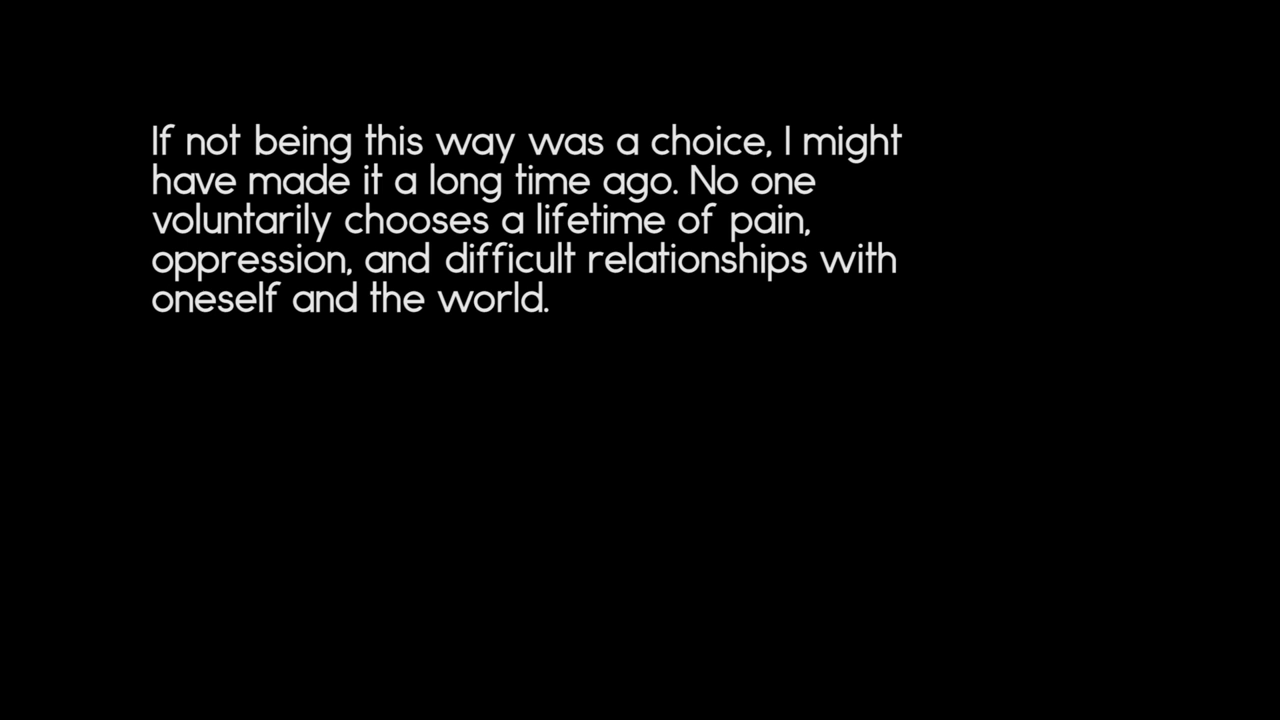 If not being this way was a choice, I might
have made it a long time ago. No one
voluntarily chooses a lifetime of pain,
oppression, and difficult relationships with
oneself and the world.